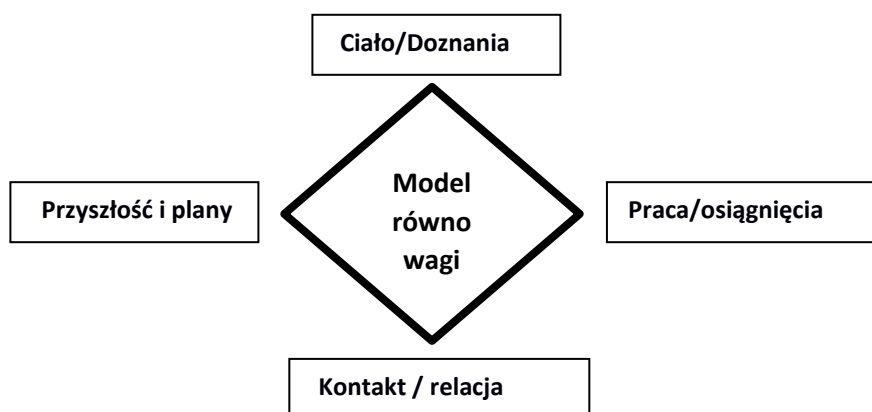 Ciało/Doznania
Przyszłość i plany
Model
równo
wagi
Praca/osiągnięcia
Kontakt / relacja